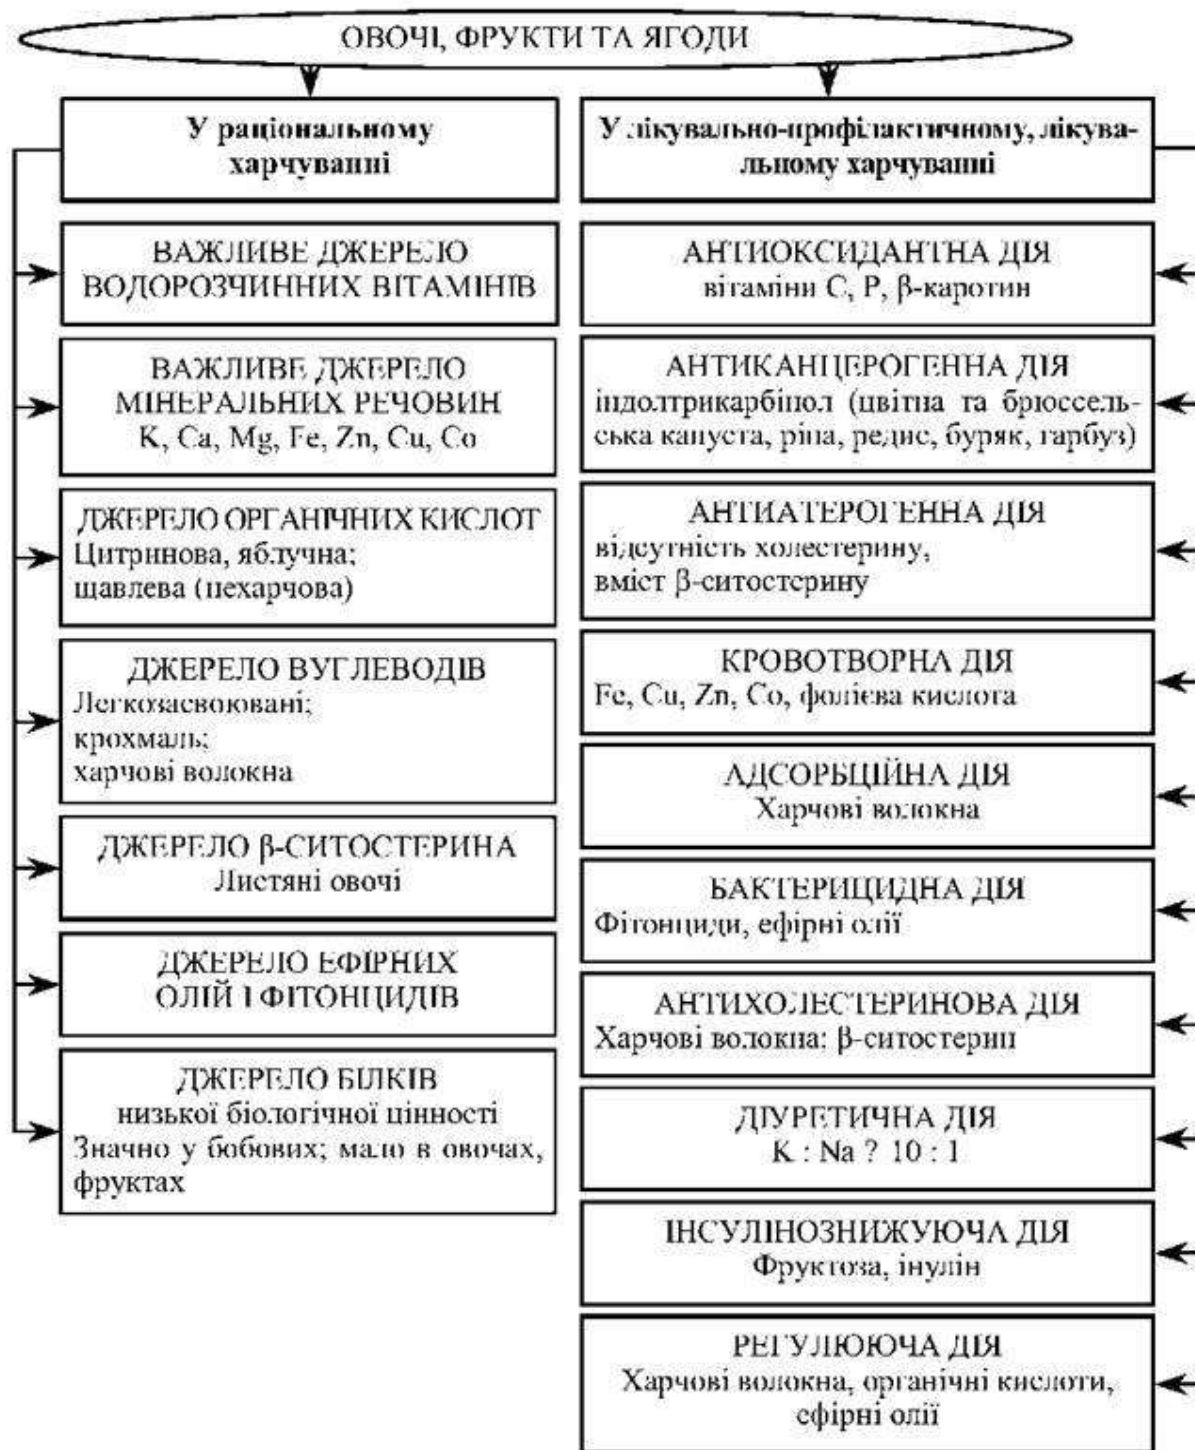 ОВОЧІ, ФРУКТИ ТА ЯГОДИ
У раціональному
харчуванні
ВАЖЛИВЕ ДЖЕРЕЛО
ВОДОРОЗЧИННИХ ВІТАМІНІВ
ВАЖЛИВЕ ДЖЕРЕЛО
МІНЕРАЛЬНИХ РЕЧОВИН
K, Ca, Mg, Fe, Zn, Cu, Co
ДЖЕРЕЛО ОРГАНІЧНИХ КИСЛОТ
Цитринова, яблучна;
щавлева (нехарчова)
ДЖЕРЕЛО ВУГЛЕВОДІВ
Легкозасвоювані;
крохмаль;
харчові волокна
ДЖЕРЕЛО β-СИТОСТЕРИНА
Листяні овочі
ДЖЕРЕЛО ЕФІРНИХ
ОЛІЙ І ФІТОНЦИДІВ
ДЖЕРЕЛО БІЛКІВ
низької біологічної цінності
Значно у бобових; мало в овочах,
фруктах
У лікувально-профілактичному, лікува-
льному харчуванні
АНТИОКСИДАНТНА ДІЯ
вітаміни С, Р, β-каротин
АНТИКАНЦЕРОГЕННА ДІЯ
індолтрикарбінол (цвітна та брюссель-
ська капуста, ріпа, редис, буряк, гарбуз)
АНТИАТЕРОГЕННА ДІЯ
відсутність холестерину,
вміст β-ситостерину
КРОВОТВОРНА ДІЯ
Fe, Cu, Zn, Co, фолієва кислота
АДСОРБЦІЙНА ДІЯ
Харчові волокна
БАКТЕРИЦИДНА ДІЯ
Фітонциди, ефірні олії
АНТИХОЛЕСТЕРИНОВА ДІЯ
Харчові волокна: β-ситостерин
ДІУРЕТИЧНА ДІЯ
K : Na ? 10 : 1
ІНСУЛІНОЗНИЖУЮЧА ДІЯ
Фруктоза, інулін
РЕГУЛЮЮЧА ДІЯ
Харчові волокна, органічні кислоти,
ефірні олії